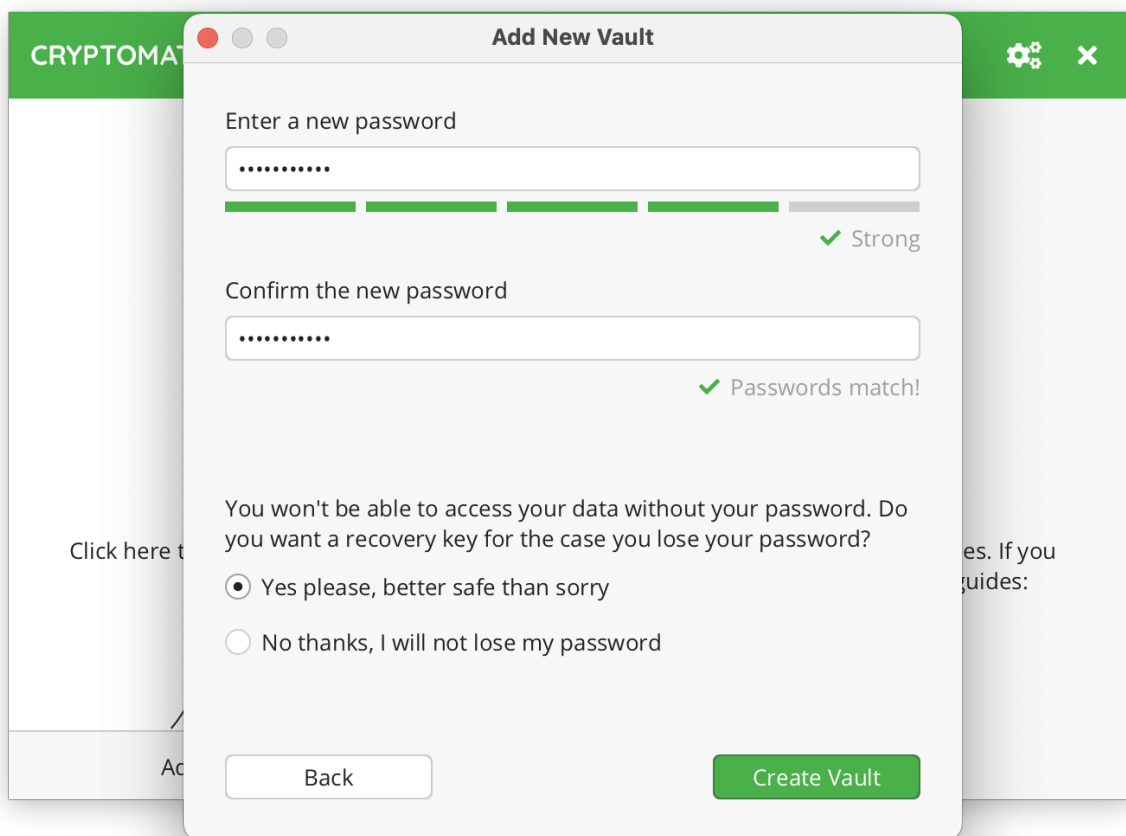 CRYPTOMAT
Add New Vault
Enter a new password
•••••••••••
Strong
Confirm the new password
•••••••••••
Passwords match!
You won't be able to access your data without your password. Do
you want a recovery key for the case you lose your password?
Click here t
es. If you
guides:
Yes please, better safe than sorry
No thanks, I will not lose my password
Back
Create Vault